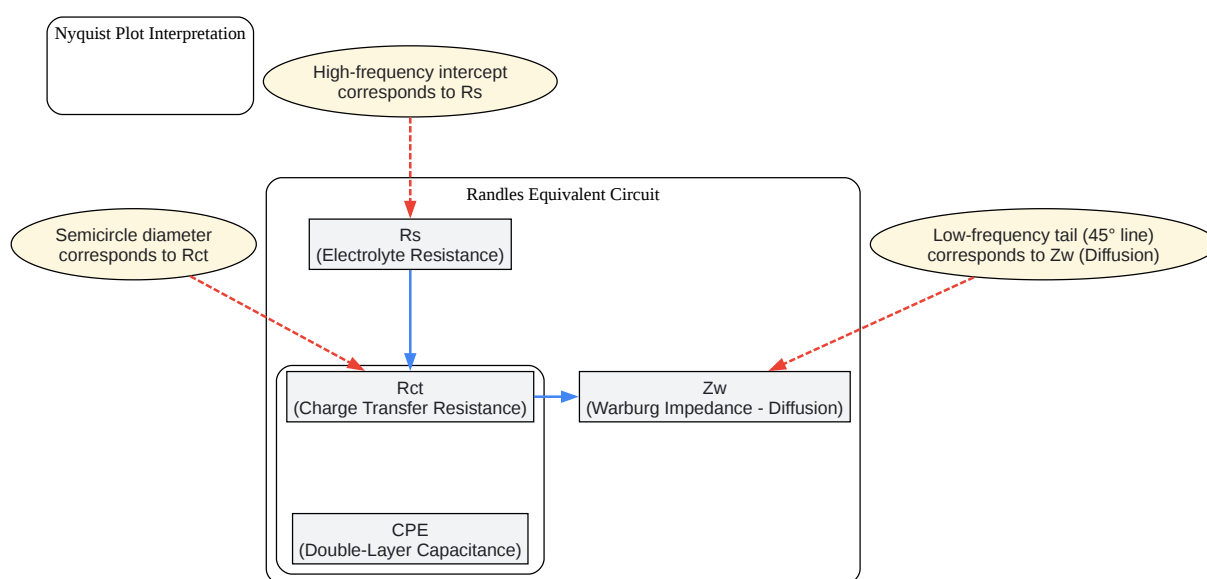 Nyquist Plot Interpretation
High-frequency intercept
corresponds to Rs
Randles Equivalent Circuit
Semicircle diameter
corresponds to Rct
Rs
(Electrolyte Resistance)
Low-frequency tail (45° line)
corresponds to Zw (Diffusion)
Rct
(Charge Transfer Resistance)
Zw
(Warburg Impedance - Diffusion)
CPE
(Double-Layer Capacitance)